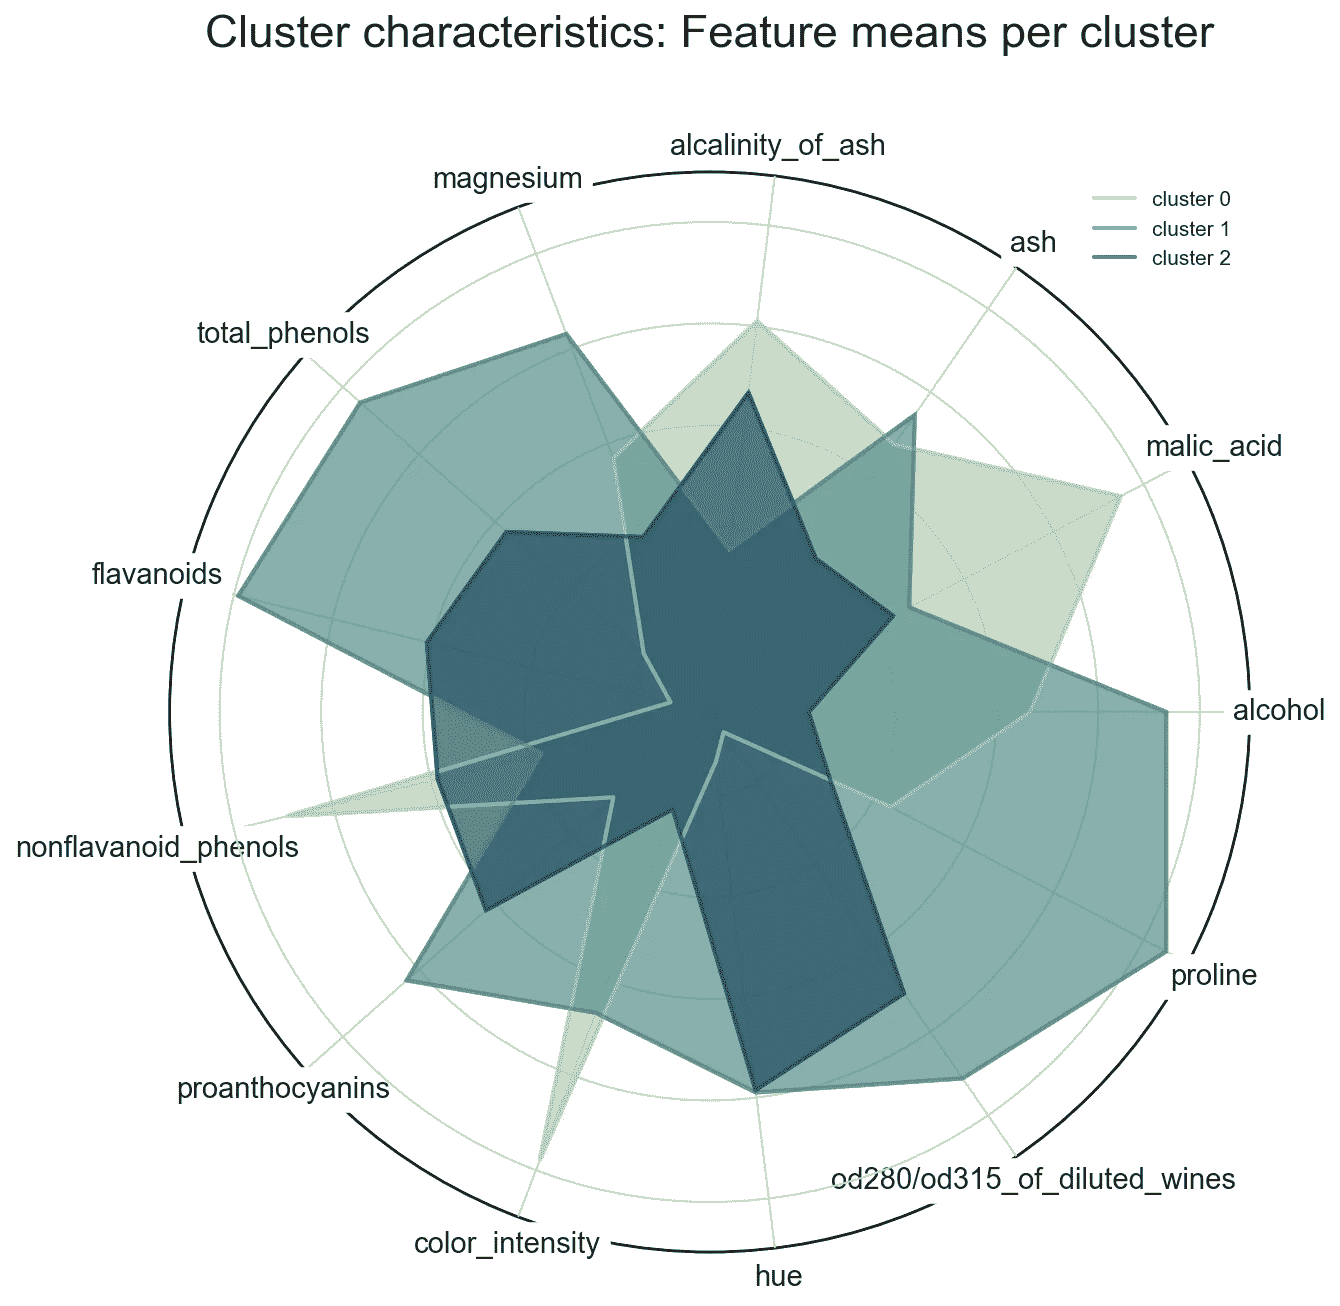 Cluster characteristics: Feature means per cluster
alcalinity_of_ash
magnesium
cluster 0
cluster 1
cluster 2
ash
total_phenols
malic_acid
flavanoids
alcohol
nonflavanoid_phenols
proline
proanthocyanins
od280/od315_of_diluted_wines
color_intensity
hue